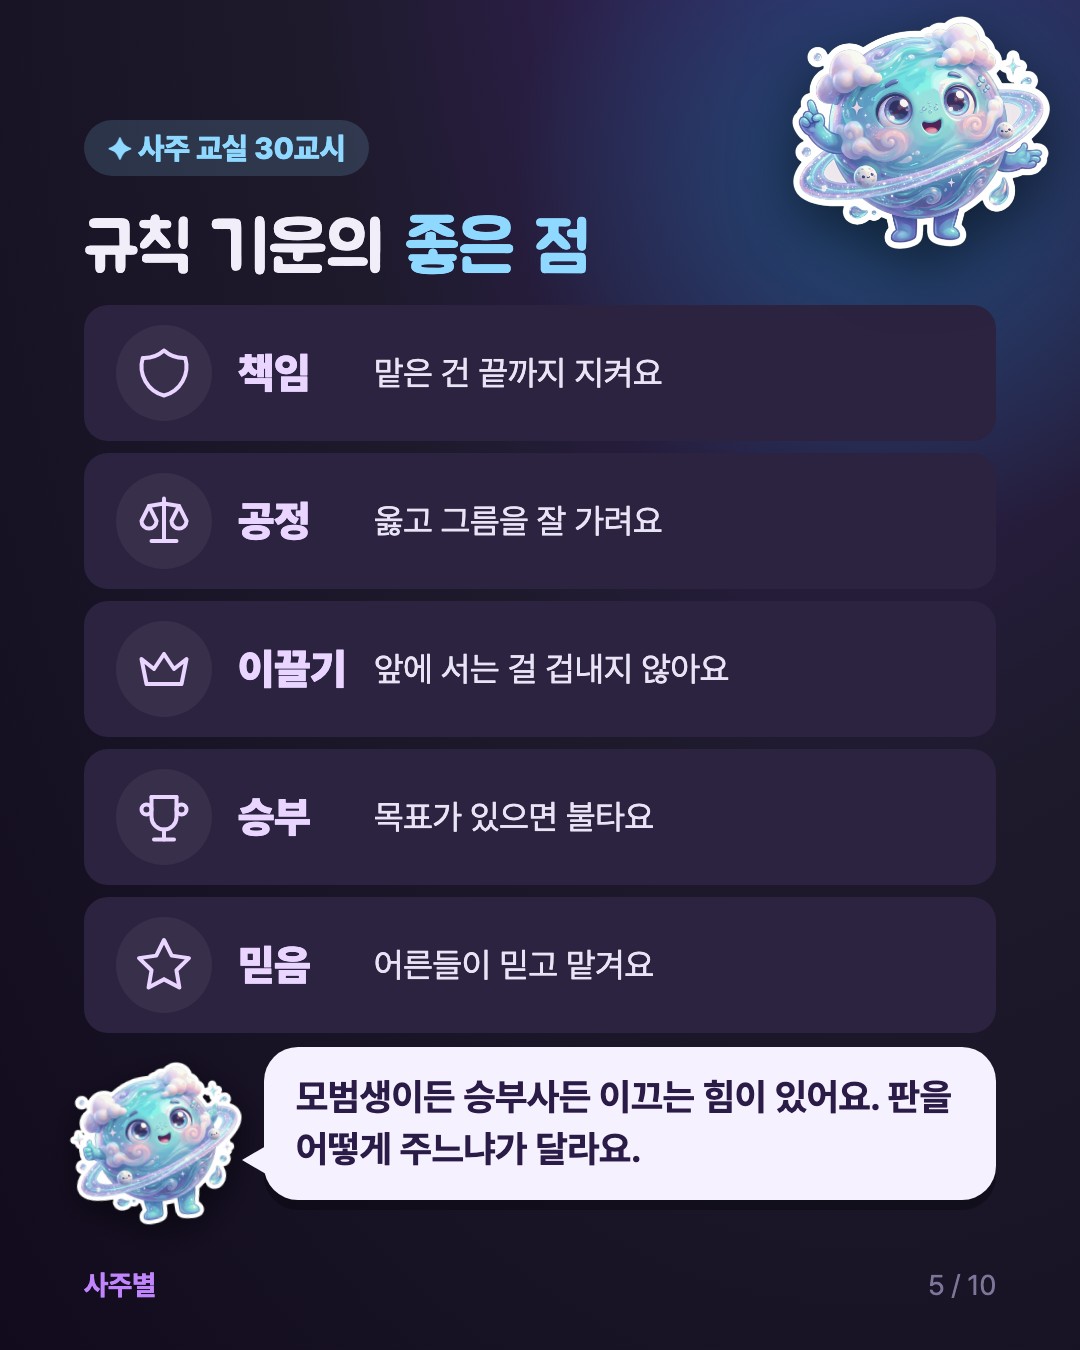 ✦ 사주 교실 30교시
규칙 기운의 좋은 점
책임 맡은 건 끝까지 지켜요
공정 옳고 그름을 잘 가려요
이끌기 앞에 서는 걸 겁내지 않아요
승부 목표가 있으면 불타요
믿음 어른들이 믿고 맡겨요
모범생이든 승부사든 이끄는 힘이 있어요. 판을
어떻게 주느냐가 달라요.
사주별
5 / 10